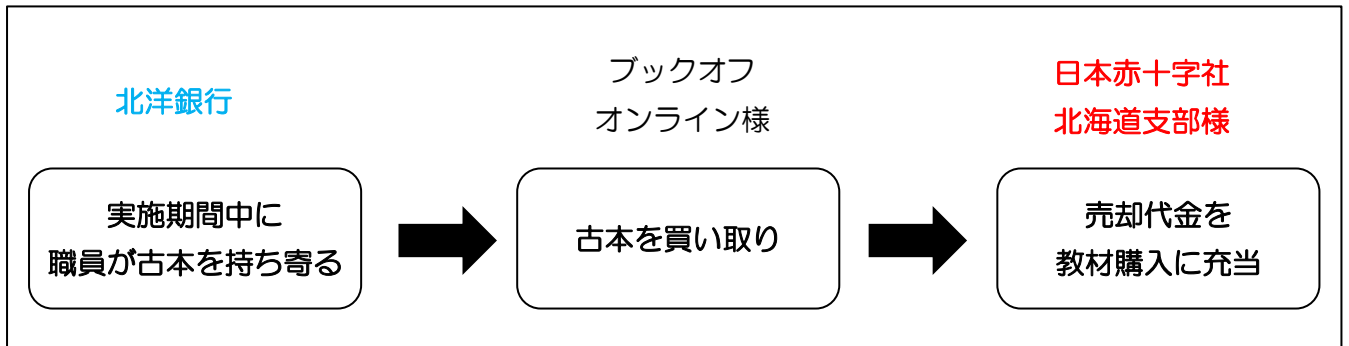 北洋銀行
ブックオフ
オンライン様
日本赤十字社
北海道支部様
実施期間中に
職員が古本を持ち寄る
古本を買い取り
売却代金を
教材購入に充当